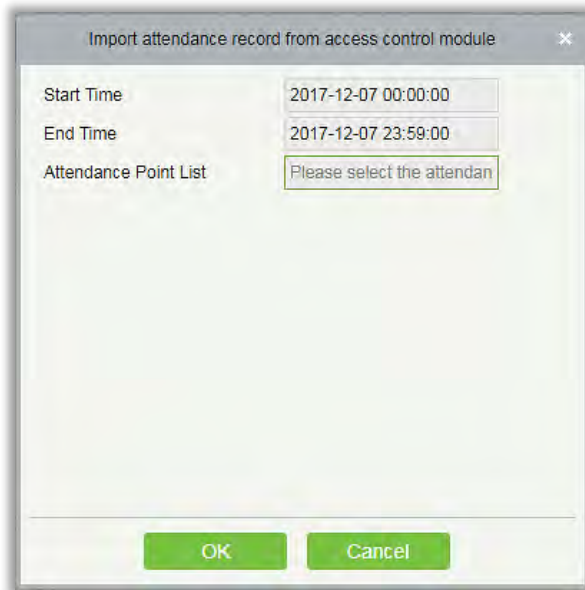 Import attendance record from access control module ×
Start Time 2017-12-07 00:00:00
End Time 2017-12-07 23:59:00
Attendance Point List Please select the attendan
OK Cancel